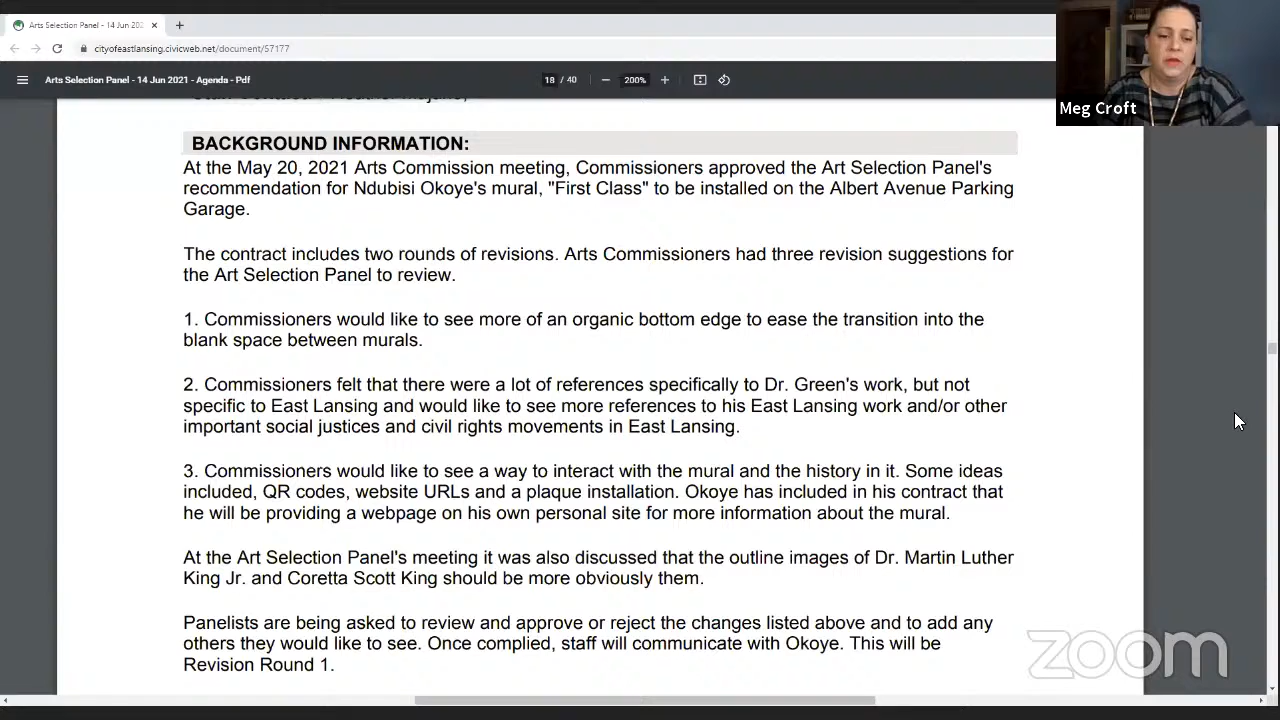 Arts Selection Panel - 14 Jun 202
cityofeastlansing.civicweb.net/document/57177
Arts Selection Panel - 14 Jun 2021 - Agenda - Pdf
18 / 40
200%
Meg Croft
BACKGROUND INFORMATION:
At the May 20, 2021 Arts Commission meeting, Commissioners approved the Art Selection Panel's
recommendation for Ndubisi Okoye's mural, "First Class" to be installed on the Albert Avenue Parking
Garage.
The contract includes two rounds of revisions. Arts Commissioners had three revision suggestions for
the Art Selection Panel to review.
1. Commissioners would like to see more of an organic bottom edge to ease the transition into the
blank space between murals.
2. Commissioners felt that there were a lot of references specifically to Dr. Green's work, but not
specific to East Lansing and would like to see more references to his East Lansing work and/or other
important social justices and civil rights movements in East Lansing.
3. Commissioners would like to see a way to interact with the mural and the history in it. Some ideas
included, QR codes, website URLs and a plaque installation. Okoye has included in his contract that
he will be providing a webpage on his own personal site for more information about the mural.
At the Art Selection Panel's meeting it was also discussed that the outline images of Dr. Martin Luther
King Jr. and Coretta Scott King should be more obviously them.
Panelists are being asked to review and approve or reject the changes listed above and to add any
others they would like to see. Once complied, staff will communicate with Okoye. This will be
Revision Round 1.
zoom